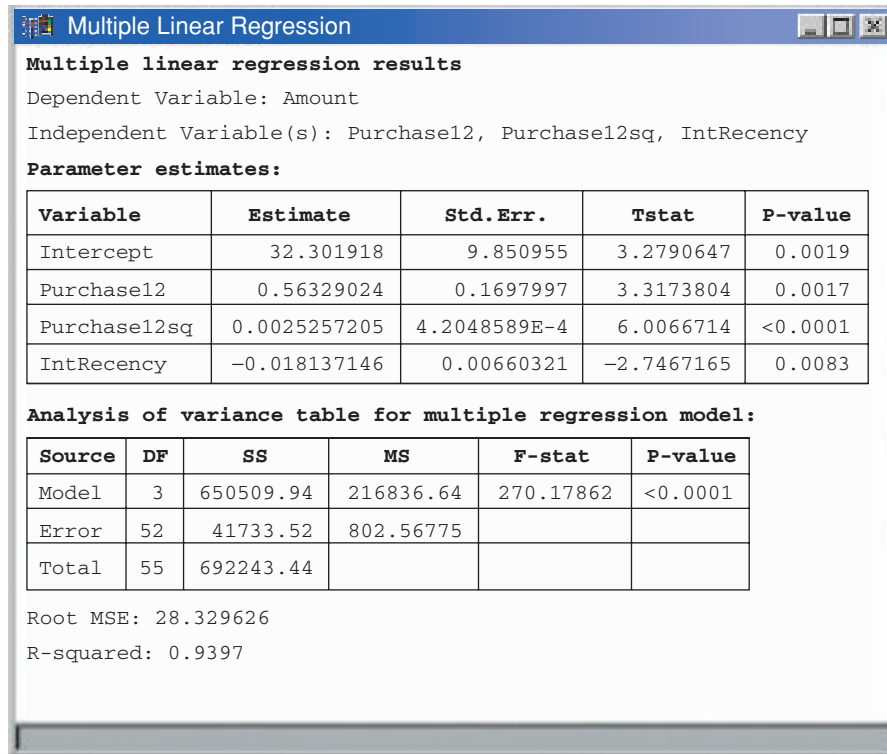 Multiple Linear Regression
Multiple linear regression results
Dependent Variable: Amount
Independent Variable(s): Purchase12, Purchase12sq, IntRecency
Parameter estimates:
Variable Estimate Std.Err. Tstat P-value
Intercept 32.301918 9.850955 3.2790647 0.0019
Purchase12 0.56329024 0.1697997 3.3173804 0.0017
Purchase12sq 0.0025257205 4.2048589E-4 6.0066714 <0.0001
IntRecency −0.018137146 0.00660321 −2.7467165 0.0083
Analysis of variance table for multiple regression model:
Source DF SS MS F-stat P-value
Model 3 650509.94 216836.64 270.17862 <0.0001
Error 52 41733.52 802.56775
Total 55 692243.44
Root MSE: 28.329626
R-squared: 0.9397